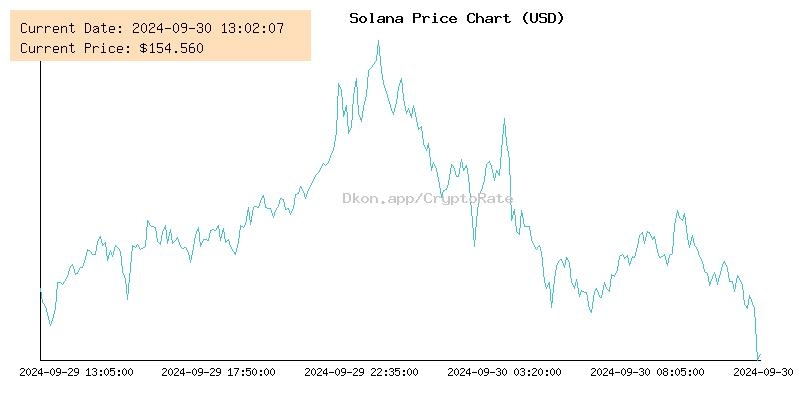 Solana Price Chart (USD)
Current Date: 2024-09-30 13:02:07
Current Price: $154.560
Dkon.app/CryptoRate
2024-09-29 13:05:00
2024-09-29 17:50:00
2024-09-29 22:35:00
2024-09-30 03:20:00
2024-09-30 08:05:00
2024-09-30